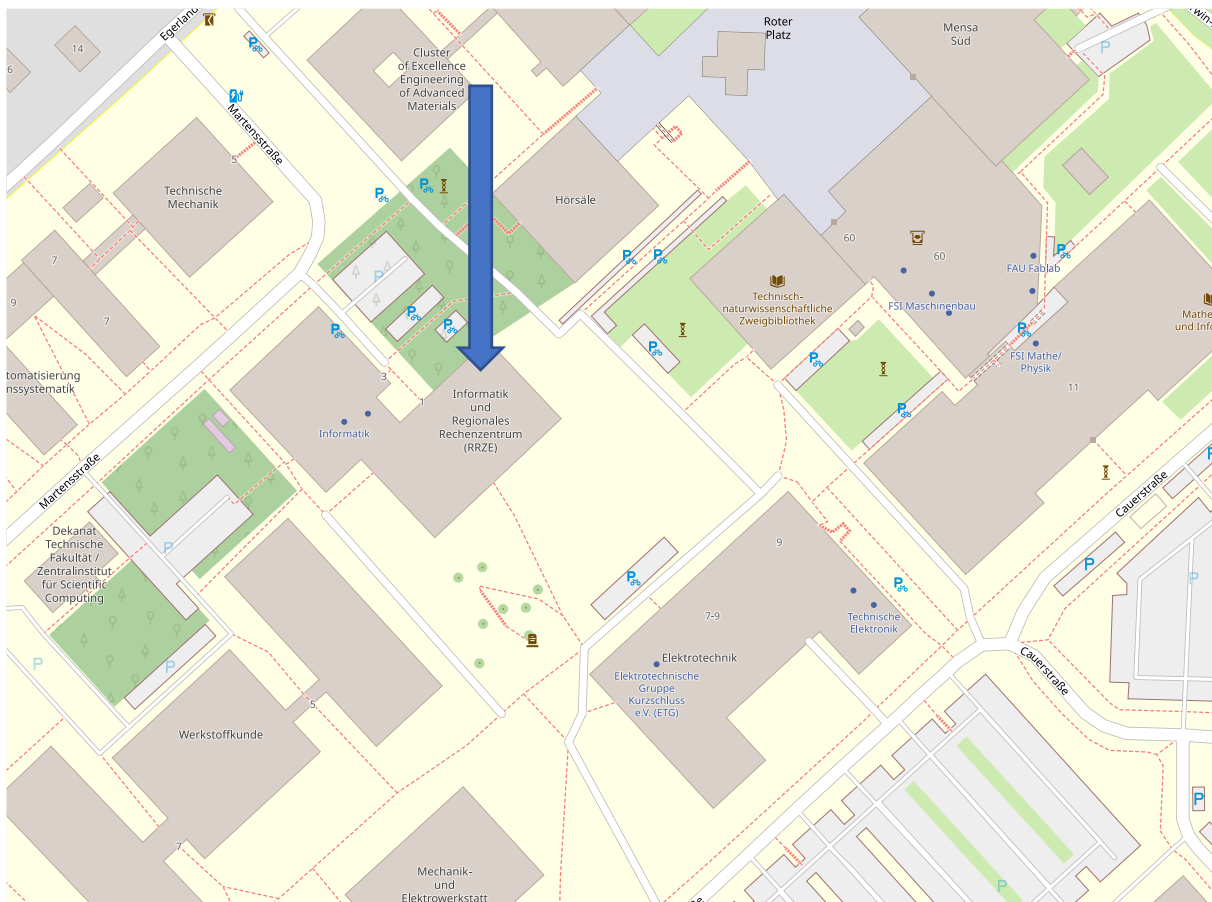 Egerland
14
6
Roter
Platz
Mensa
Süd
P
Cluster
of Excellence
Engineering
of Advanced
Materials
Martensstraße
5
Technische
Mechanik
Hörsäle
P
P
7
7
9
60
60
FAU Fablab
FSI Maschinenbau
P
P
P
P
Technisch-
naturwissenschaftliche
Zweigbibliothek
Mathe
und Info
P
P
P
P
P
P
FSI Mathe/
Physik
P
P
tomatisierung
nssystematik
3
1
11
Informatik
und
Regionales
Rechenzentrum
(RRZE)
Informatik
P
Martensstraße
Cauerstraße
P
Dekanat
Technische
Fakultät /
Zentralinstitut
für Scientific
Computing
P
9
P
P
P
P
7-9
Technische
Elektronik
P
P
Elektrotechnik
Elektrotechnische
Gruppe
Kurzschluss
e.V. (ETG)
Cauerstraße
5
Werkstoffkunde
P
7
Mechanik-
und
Elektrowerkstatt
P